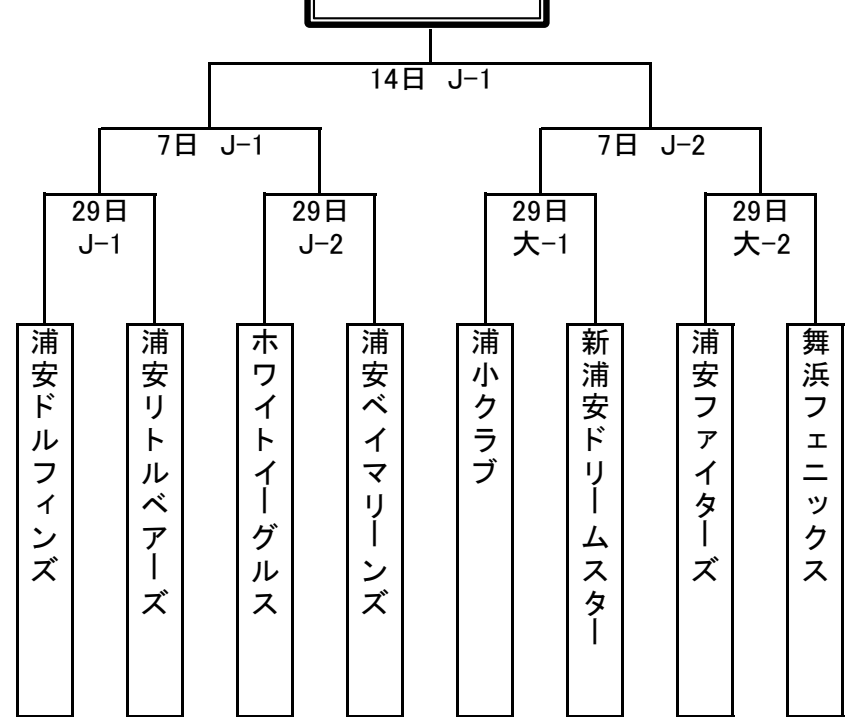 14日 J-1
7日 J-1
7日 J-2
29日
J-1
29日
J-2
29日
大-1
29日
大-2
浦安ドルフィンズ
浦安リトルベアーズ
ホワイトイーグルス
浦安ベイマリーンズ
浦小クラブ
新浦安ドリームスター
浦安ファイターズ
舞浜フェニックス